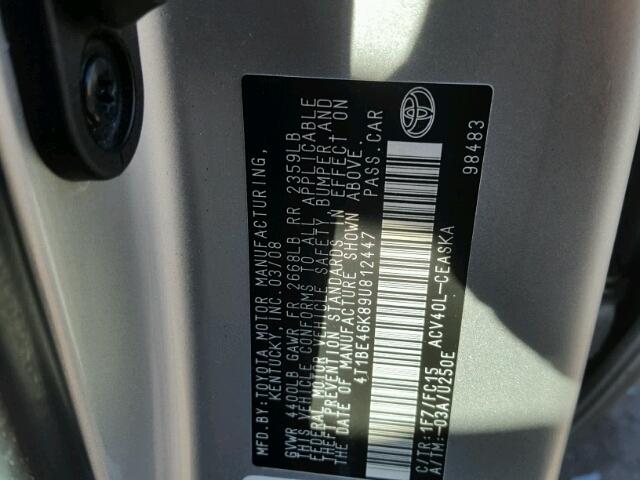 MFD. BY: TOYOTA MOTOR MANUFACTURING,
KENTUCKY, INC. 03/08
GVWR 4400LB GAWR FR 2668LB RR 2359LB
THIS VEHICLE CONFORMS TO ALL APPLICABLE
FEDERAL MOTOR VEHICLE SAFETY, BUMPER AND
THEFT PREVENTION STANDARDS IN EFFECT ON
THE DATE OF MANUFACTURE SHOWN ABOVE.
4T1BE46K89U812447 PASS.CAR
C/TR:1F7/FC15 ACV40L-CEASKA
A/TM:-03A/U250E 98483